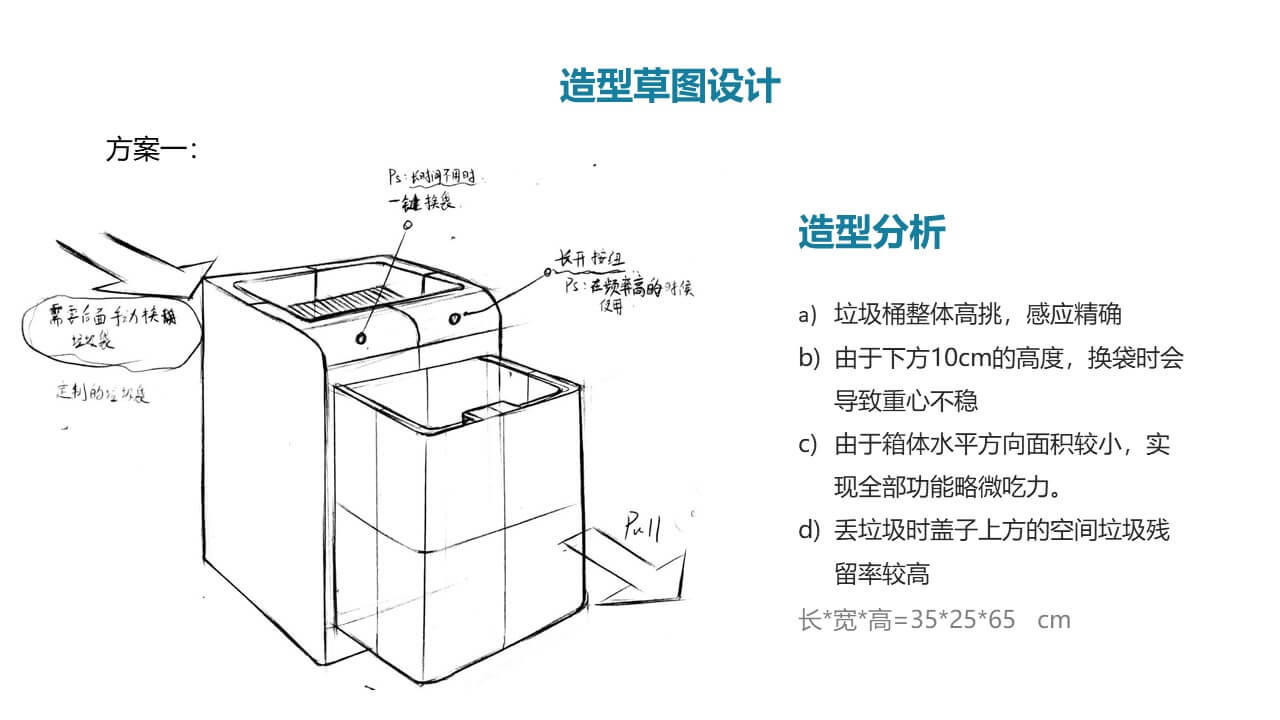 造型草图设计
方案一：
Ps：长时间不用时
一键换袋
长开按纽
Ps：在频率高的时候
使用
需要后面手动换
垃圾袋
定制的垃圾袋
Pull
造型分析
a) 垃圾桶整体高挑，感应精确
b) 由于下方10cm的高度，换袋时会
导致重心不稳
c) 由于箱体水平方向面积较小，实
现全部功能略微吃力。
d) 丢垃圾时盖子上方的空间垃圾残
留率较高
长*宽*高=35*25*65 cm